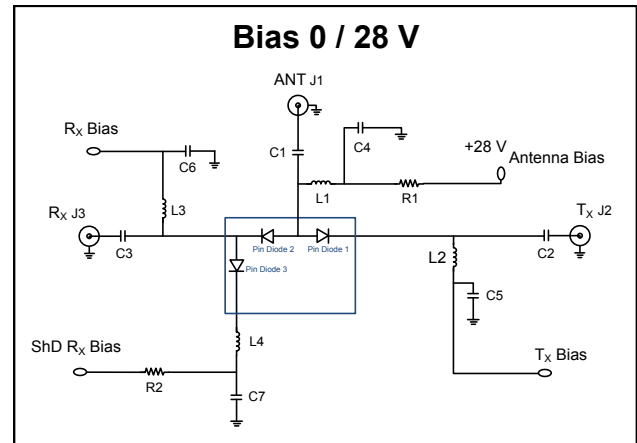 Bias 0 / 28 V
ANT J1
RX Bias
C6
C1
C4
+28 V
Antenna Bias
L1
R1
RX J3
L3
TX J2
C3
Pin Diode 2
Pin Diode 1
C2
L2
Pin Diode 3
C5
L4
ShD RX Bias
TX Bias
R2
C7